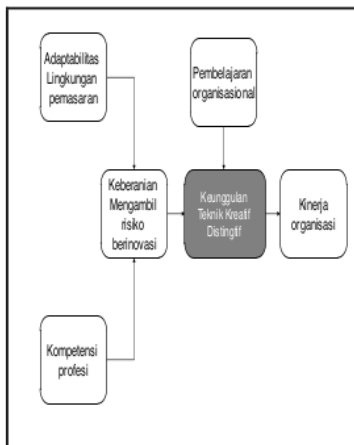 Adaptabilitas
Lingkungan
pemasaran
Pembelajaran
organisasional
Keberanian
Mengambil
risiko
berinovasi
Keunggulan
Teknik Kreatif
Distingtif
Kinerja
organisasi
Kompetensi
profesi